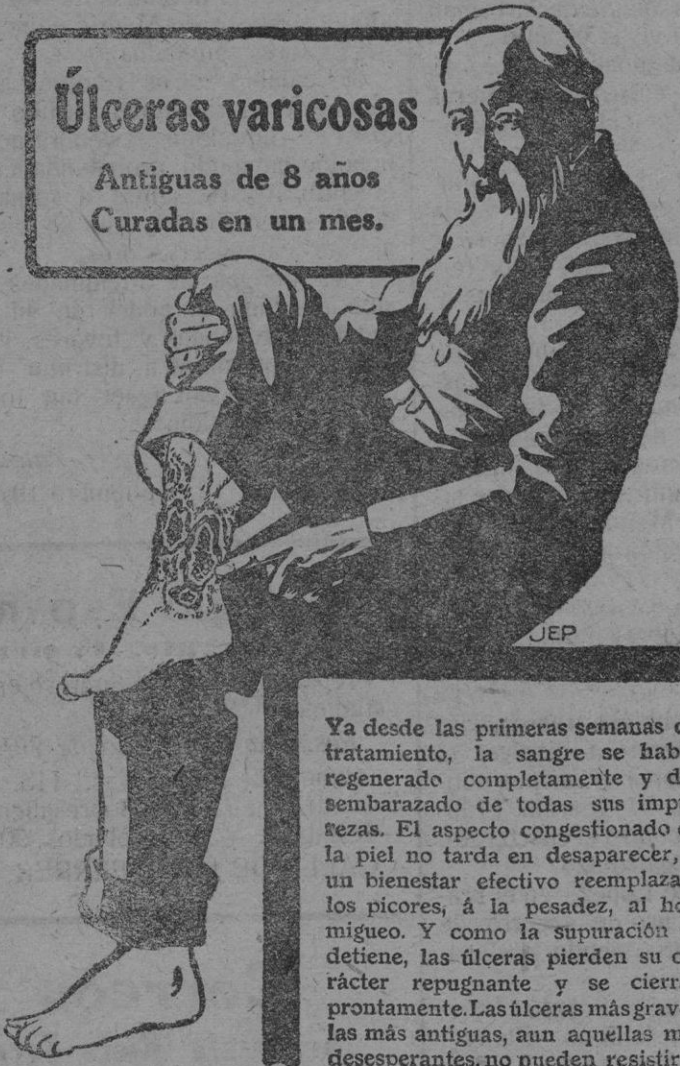 Úlceras varicosas
Antiguas de 8 años
Curadas en un mes.
JEP
Ya desde las primeras semanas
tratamiento, la sangre se hab
regenerado completamente y d
sembarazado de todas sus imp
rezas. El aspecto congestionado
la piel no tarda en desaparecer,
un bienestar efectivo reemplaza
los picores, á la pesadez, al ho
migueo. Y como la supuración
detiene, las úlceras pierden su c
rácter repugnante y se cierr
prontamente. Las úlceras más grav
las más antiguas, aun aquellas m
desesperantes, no pueden resistir